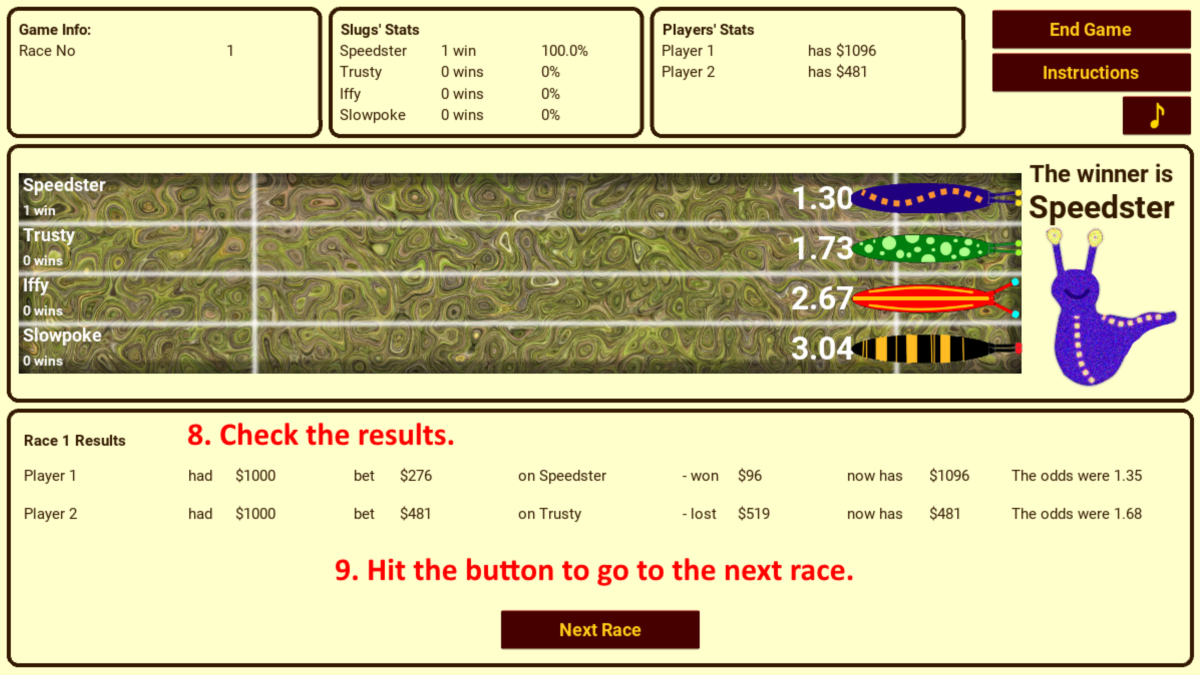 Game Info:
Race No 1
Slugs' Stats
Speedster 1 win 100.0%
Trusty 0 wins 0%
Iffy 0 wins 0%
Slowpoke 0 wins 0%
Players' Stats
Player 1 has $1096
Player 2 has $481
End Game
Instructions
Speedster
1 win
1.30
Trusty
0 wins
1.73
Iffy
0 wins
2.67
Slowpoke
0 wins
3.04
The winner is
Speedster
Race 1 Results
8. Check the results.
Player 1 had $1000 bet $276 on Speedster - won $96 now has $1096 The odds were 1.35
Player 2 had $1000 bet $481 on Trusty - lost $519 now has $481 The odds were 1.68
9. Hit the button to go to the next race.
Next Race